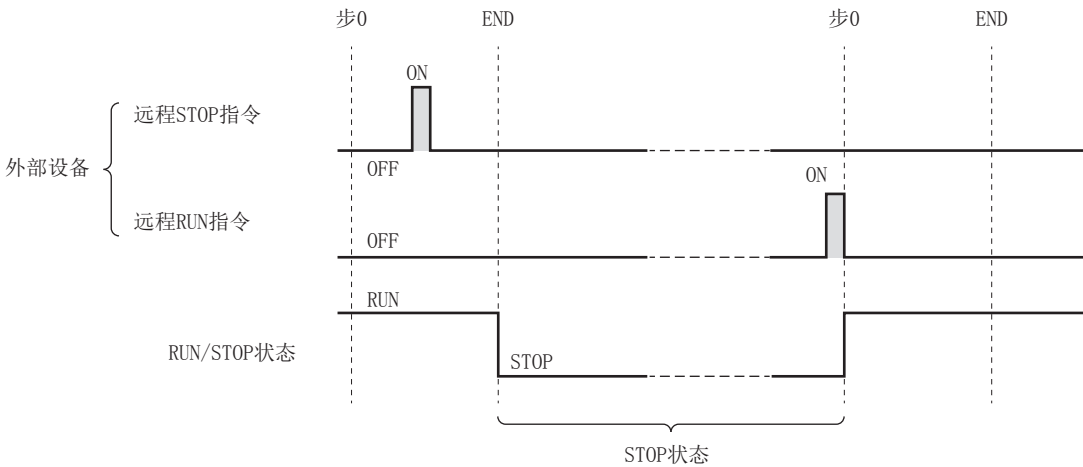 步0
END
步0
END
ON
远程STOP指令
OFF
外部设备
ON
远程RUN指令
OFF
RUN
RUN/STOP状态
STOP
STOP状态